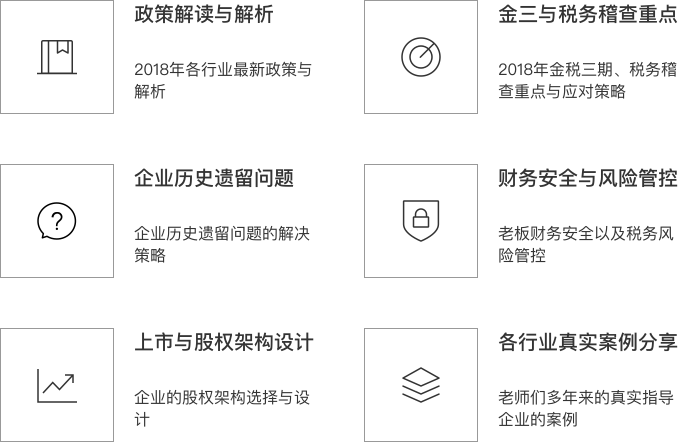 政策解读与解析
2018年各行业最新政策与
解析
金三与税务稽查重点
2018年金税三期、税务稽
查重点与应对策略
企业历史遗留问题
企业历史遗留问题的解决
策略
财务安全与风险管控
老板财务安全以及税务风
险管控
上市与股权架构设计
企业的股权架构选择与设
计
各行业真实案例分享
老师们多年来的真实指导
企业的案例